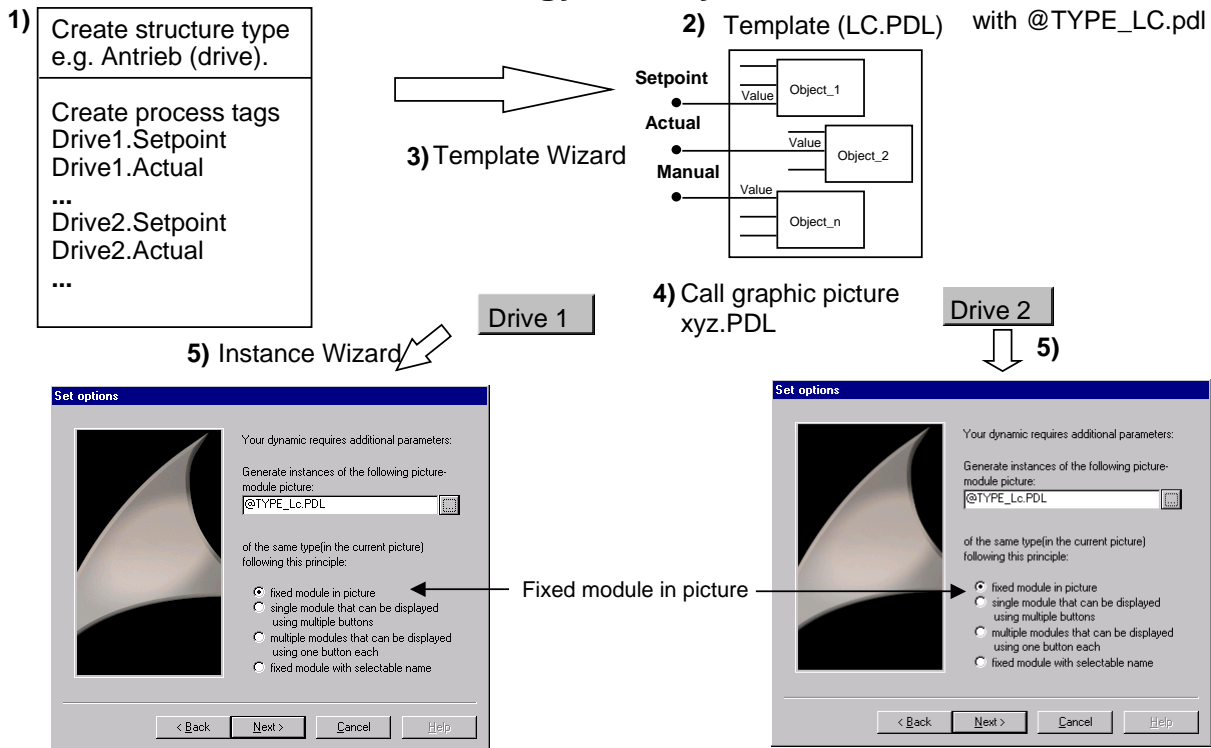 1)
Create structure type
e.g. Antrieb (drive).
Create process tags
Drive1.Setpoint
Drive1.Actual
...
Drive2.Setpoint
Drive2.Actual
...
3) Template Wizard
2) Template (LC.PDL)
with @TYPE_LC.pdl
Setpoint
Actual
Manual
Value
Object_1
Value
Object_2
Value
Object_n
4) Call graphic picture
xyz.PDL
Drive 1
Drive 2
5) Instance Wizard
5)
Set options
Your dynamic requires additional parameters:
Generate instances of the following picture-
module picture:
@TYPE_Lc.PDL
of the same type(in the current picture)
following this principle:
fixed module in picture
single module that can be displayed
using multiple buttons
multiple modules that can be displayed
using one button each
fixed module with selectable name
< Back
Next >
Cancel
Help
Fixed module in picture
Set options
Your dynamic requires additional parameters:
Generate instances of the following picture-
module picture:
@TYPE_Lc.PDL
of the same type(in the current picture)
following this principle:
fixed module in picture
single module that can be displayed
using multiple buttons
multiple modules that can be displayed
using one button each
fixed module with selectable name
< Back
Next >
Cancel
Help